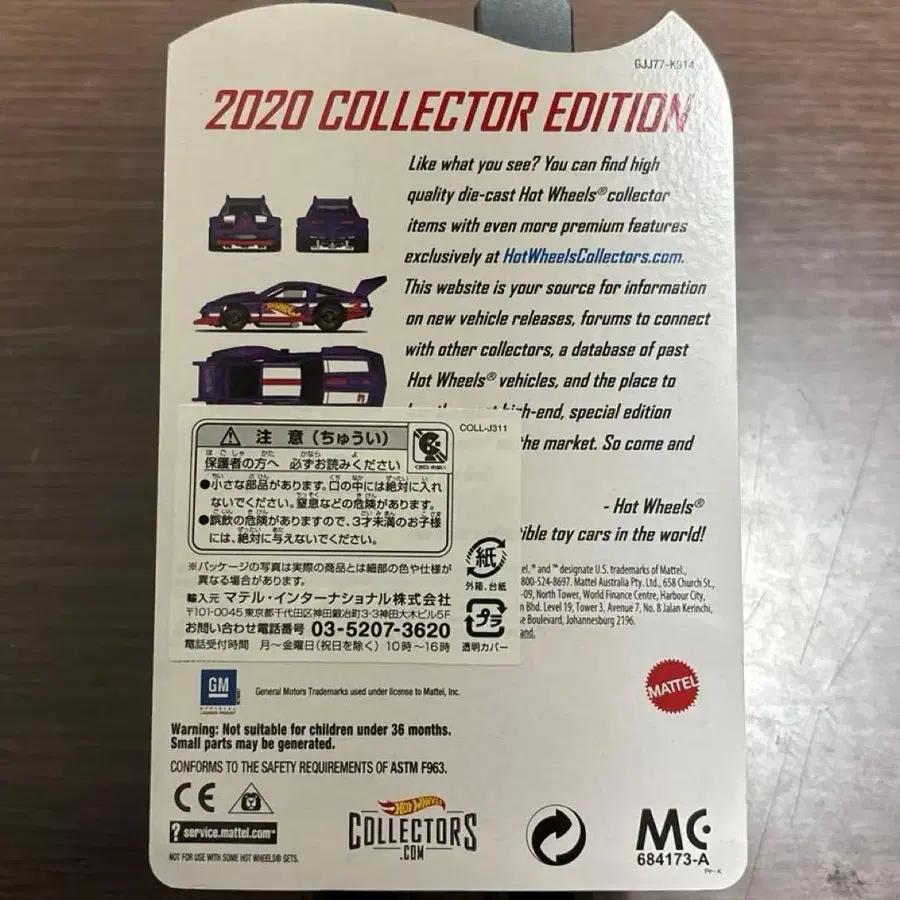 GJJ77-K914
2020 COLLECTOR EDITION
Like what you see? You can find high
quality die-cast Hot Wheels® collector
items with even more premium features
exclusively at HotWheelsCollectors.com.
This website is your source for information
on new vehicle releases, forums to connect
with other collectors, a database of past
Hot Wheels® vehicles, and the place to
high-end, special edition
the market. So come and
- Hot Wheels®
toy cars in the world!
COLL-J311
注 意 (ちゅうい)
保護者の方へ 必ずお読みください
●小さな部品があります。口の中には絶対に入れ
ないでください。窒息などの危険があります。
●誤飲の危険がありますので、3才未満のお子様
には、絶対に与えないでください。
※パッケージの写真は実際の商品とは細部の色や仕様が
異なる場合があります。
輸入元 マテル・インターナショナル株式会社
〒101-0045 東京都千代田区神田鍛冶町3-3-3神田大木ビル5F
お問い合わせ電話番号 03-5207-3620
電話受付時間 月〜金曜日(祝日を除く) 10時〜16時
紙
外箱、台紙
プラ
透明カバー
® and ™ designate U.S. trademarks of Mattel.
800-524-8697. Mattel Australia Pty. Ltd., 658 Church St.,
-09, North Tower, World Finance Centre, Harbour City,
Bhd. Level 19, Tower 3, Avenue 7, No. 8 Jalan Kerinchi,
Boulevard, Johannesburg 2196.
GM
OFFICIAL
LICENSED PRODUCT
General Motors Trademarks used under license to Mattel, Inc.
MATTEL
Warning: Not suitable for children under 36 months.
Small parts may be generated.
CONFORMS TO THE SAFETY REQUIREMENTS OF ASTM F963.
CE
? service.mattel.com™
NOT FOR USE WITH SOME HOT WHEELS® SETS.
HOT WHEELS
COLLECTORS
.COM
MC
684173-A
PP-K